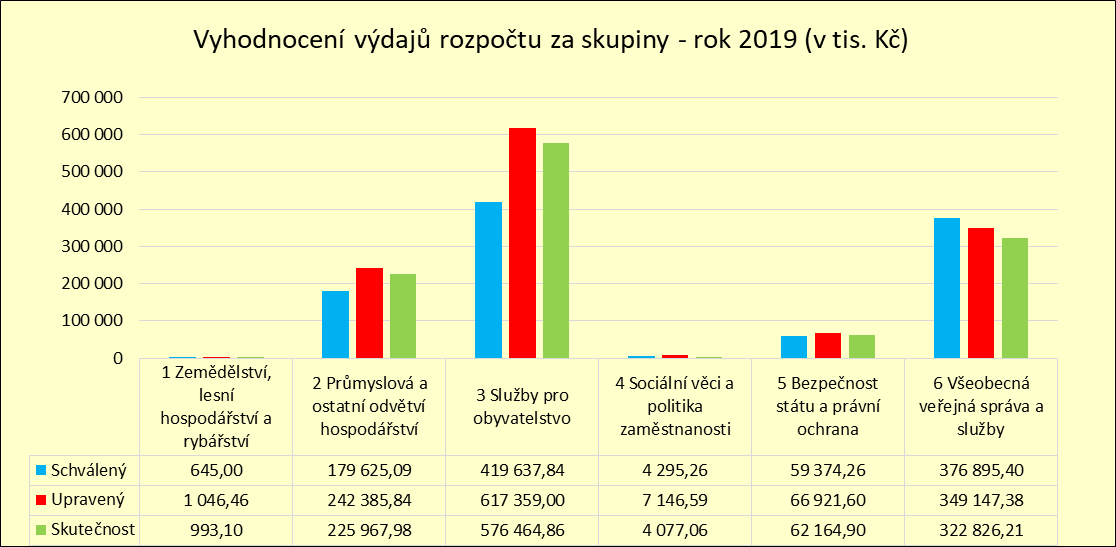 Vyhodnocení výdajů rozpočtu za skupiny - rok 2019 (v tis. Kč)
700 000
600 000
500 000
400 000
300 000
200 000
100 000
0
1 Zemědělství,
lesní
hospodářství a
rybářství
2 Průmyslová a
ostatní odvětví
hospodářství
3 Služby pro
obyvatelstvo
4 Sociální věci a
politika
zaměstnanosti
5 Bezpečnost
státu a právní
ochrana
6 Všeobecná
veřejná správa a
služby
Schválený 645,00 179 625,09 419 637,84 4 295,26 59 374,26 376 895,40
Upravený 1 046,46 242 385,84 617 359,00 7 146,59 66 921,60 349 147,38
Skutečnost 993,10 225 967,98 576 464,86 4 077,06 62 164,90 322 826,21